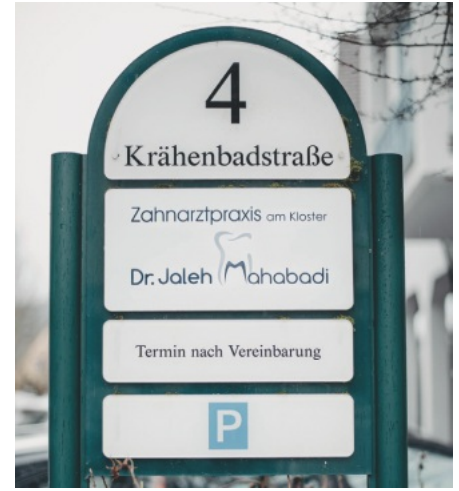 4
Krähenbadstraße
Zahnarztpraxis am Kloster
Dr. Jaleh Mahabadi
Termin nach Vereinbarung
P